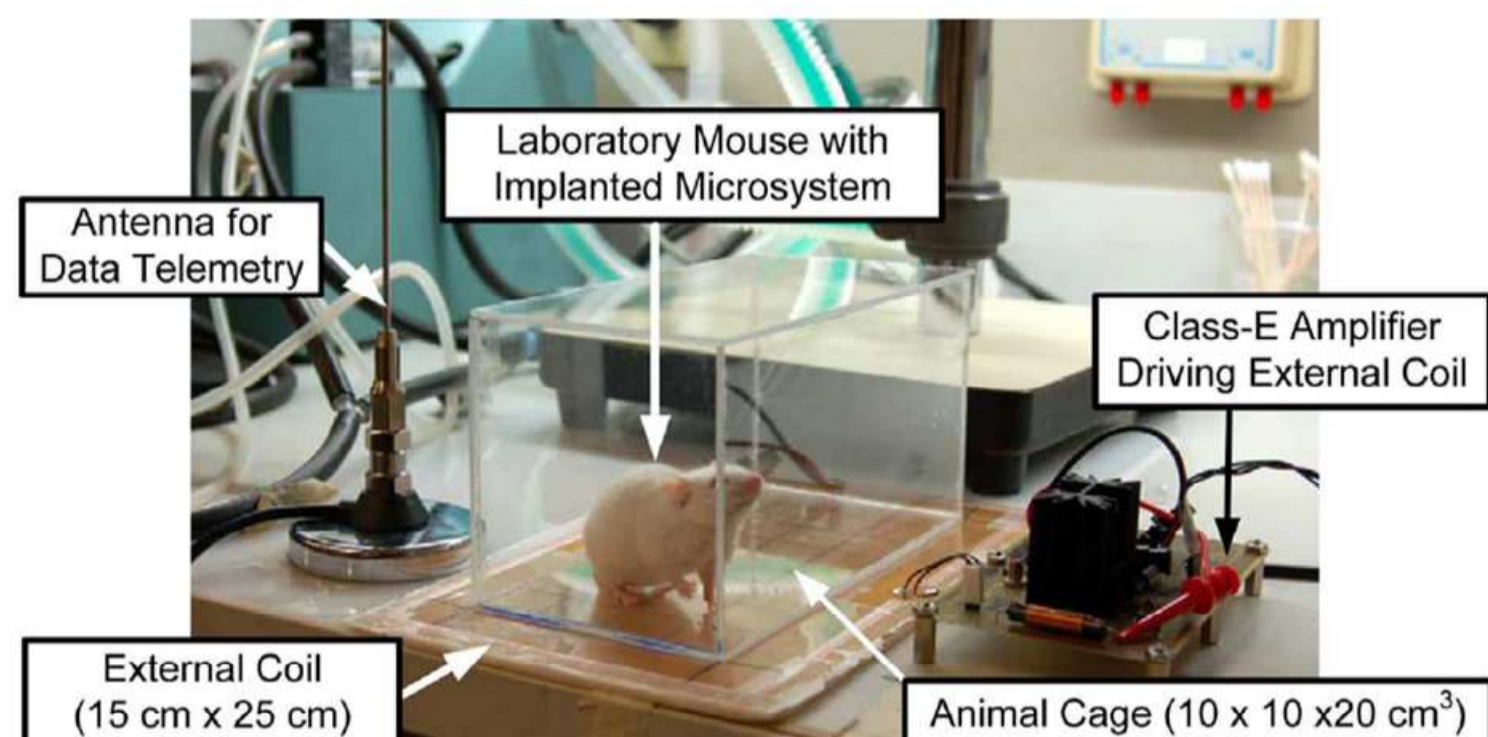 Laboratory Mouse with
Implanted Microsystem
Antenna for
Data Telemetry
Class-E Amplifier
Driving External Coil
External Coil
(15 cm x 25 cm)
Animal Cage (10 x 10 x20 cm³)